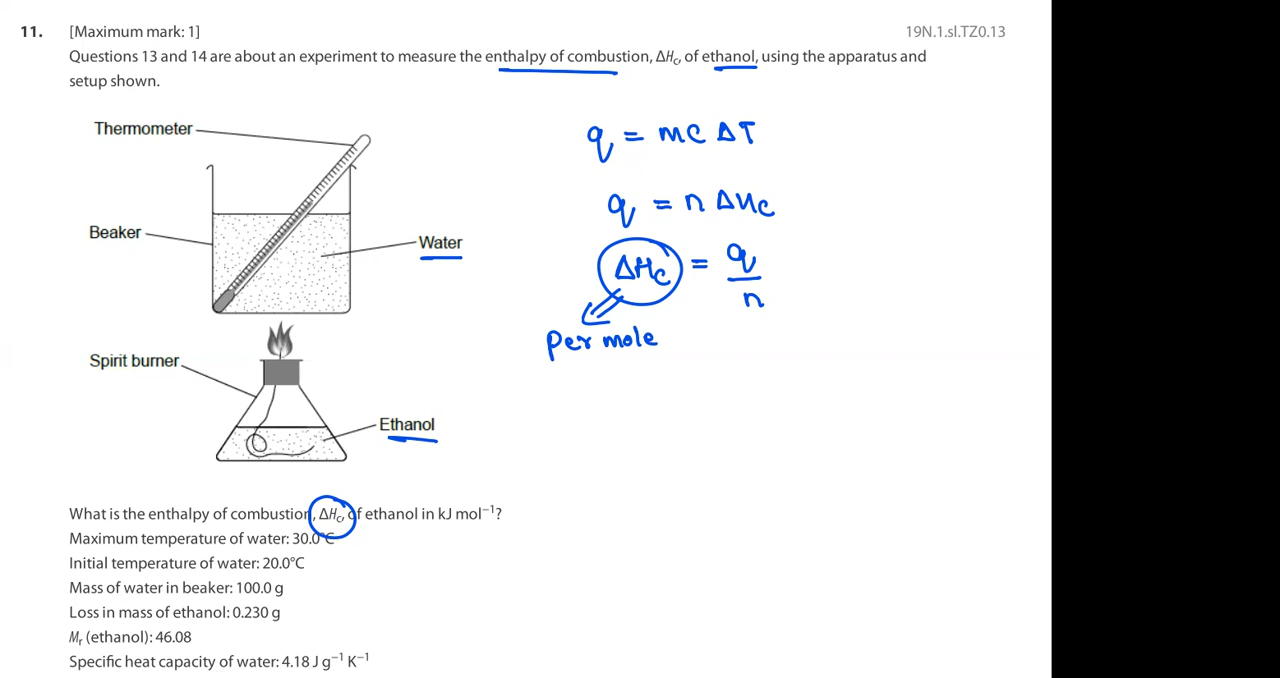 11. [Maximum mark: 1] 19N.1.sl.TZ0.13
Questions 13 and 14 are about an experiment to measure the enthalpy of combustion, ΔHc, of ethanol, using the apparatus and
setup shown.
Thermometer
Beaker
Water
Spirit burner
Ethanol
q = mc ΔT
q = n ΔHc
ΔHc = q/n
Per mole
What is the enthalpy of combustion, ΔHc, of ethanol in kJ mol⁻¹?
Maximum temperature of water: 30.0°C
Initial temperature of water: 20.0°C
Mass of water in beaker: 100.0 g
Loss in mass of ethanol: 0.230 g
Mr (ethanol): 46.08
Specific heat capacity of water: 4.18 J g⁻¹ K⁻¹